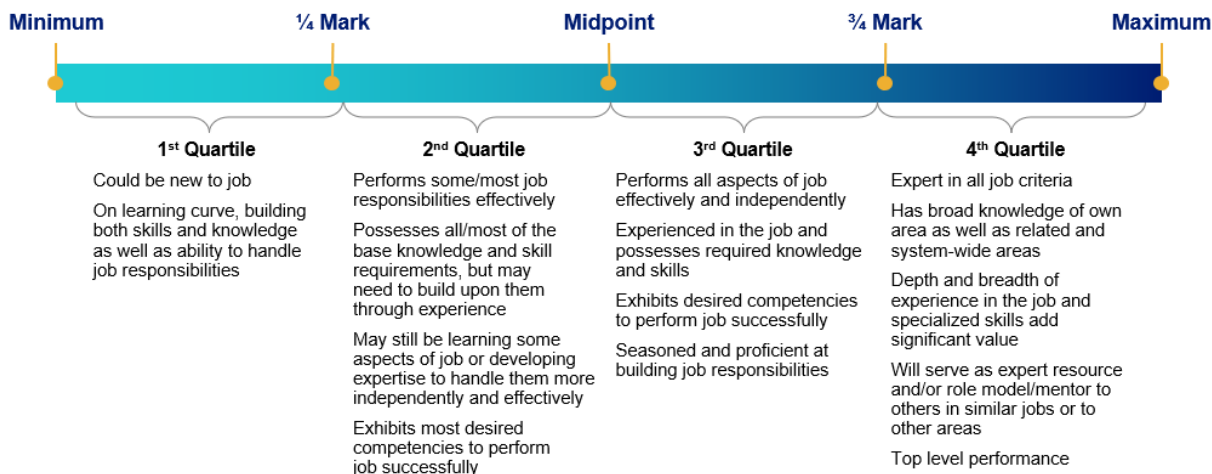 Minimum
¼ Mark
Midpoint
¾ Mark
Maximum
1st Quartile
Could be new to job
On learning curve, building
both skills and knowledge
as well as ability to handle
job responsibilities
2nd Quartile
Performs some/most job
responsibilities effectively
Possesses all/most of the
base knowledge and skill
requirements, but may
need to build upon them
through experience
May still be learning some
aspects of job or developing
expertise to handle them more
independently and effectively
Exhibits most desired
competencies to perform
job successfully
3rd Quartile
Performs all aspects of job
effectively and independently
Experienced in the job and
possesses required knowledge
and skills
Exhibits desired competencies
to perform job successfully
Seasoned and proficient at
building job responsibilities
4th Quartile
Expert in all job criteria
Has broad knowledge of own
area as well as related and
system-wide areas
Depth and breadth of
experience in the job and
specialized skills add
significant value
Will serve as expert resource
and/or role model/mentor to
others in similar jobs or to
other areas
Top level performance